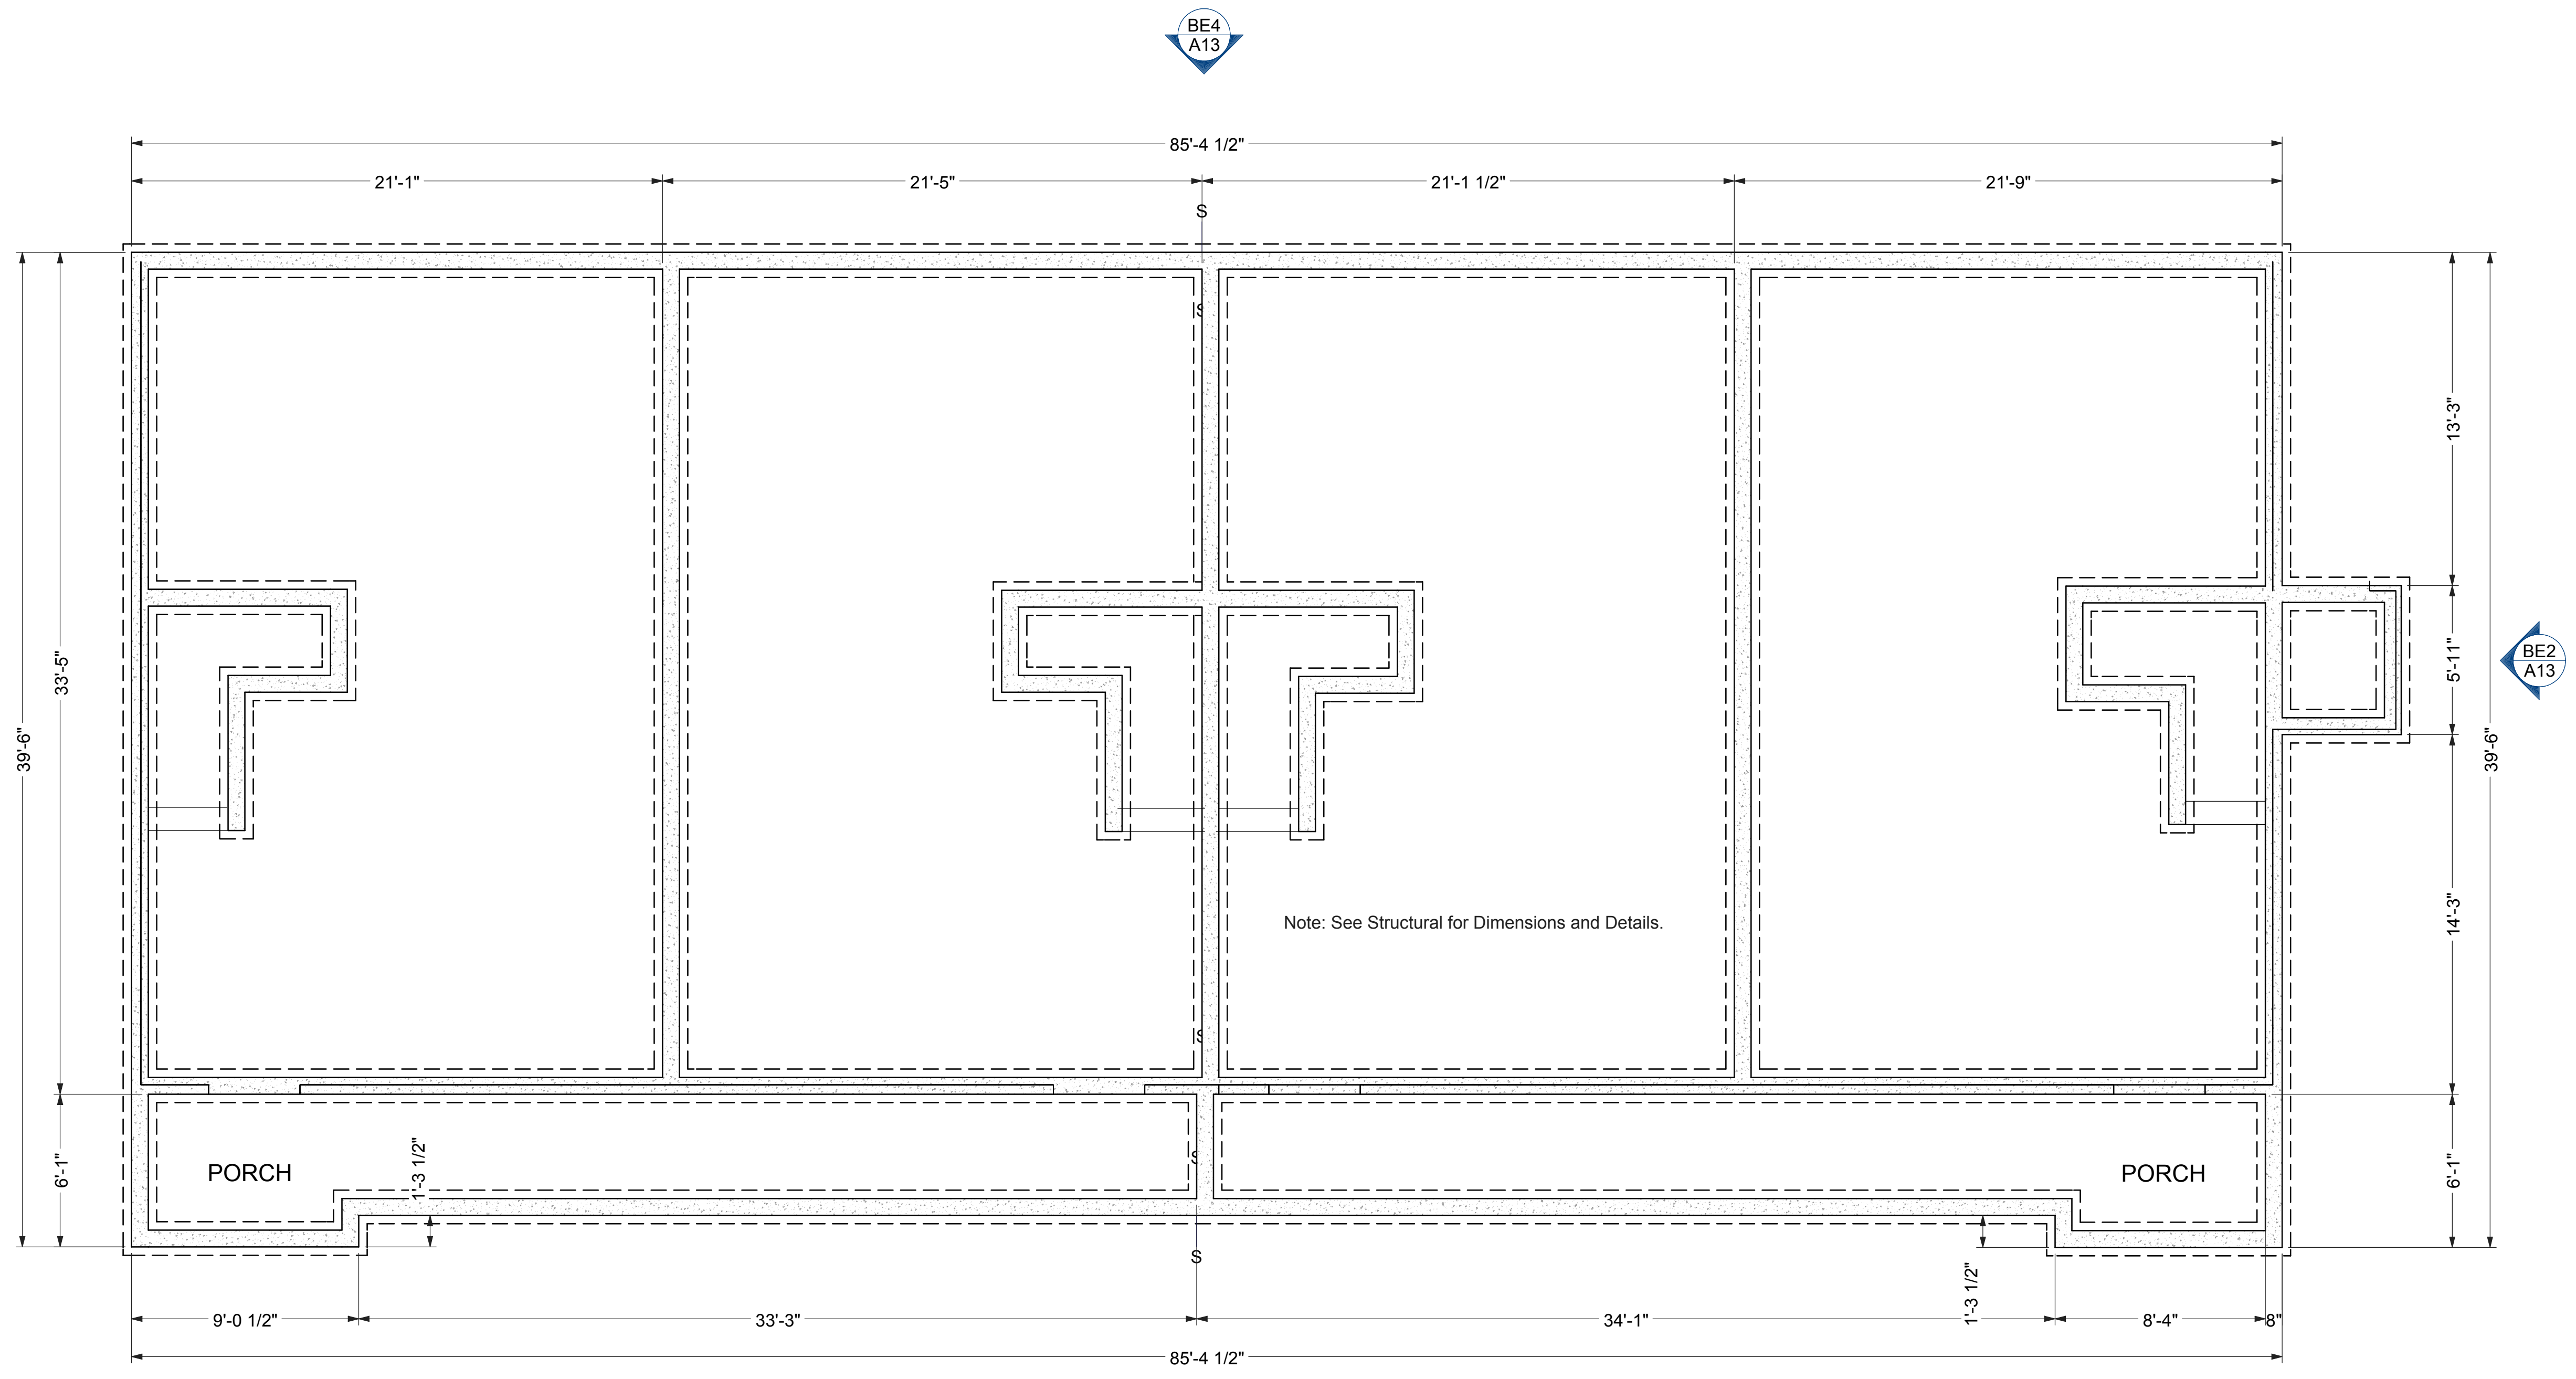 BE4
A13
85'-4 1/2"
21'-1"
21'-5"
21'-1 1/2"
21'-9"
S
S
13'-3"
33'-5"
5'-11"
BE2
A13
39'-6"
39'-6"
14'-3"
Note: See Structural for Dimensions and Details.
S
6'-1"
PORCH
1'-3 1/2"
S
PORCH
6'-1"
S
1'-3 1/2"
9'-0 1/2"
33'-3"
34'-1"
8'-4"
8"
85'-4 1/2"